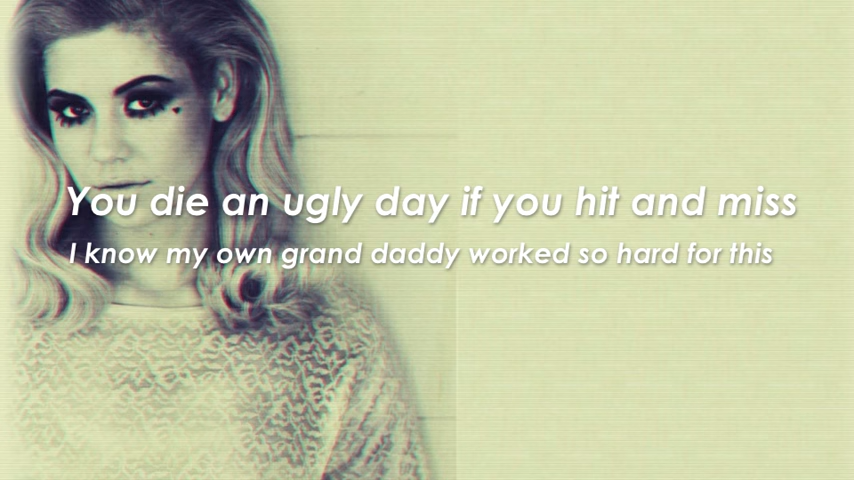 You die an ugly day if you hit and miss
I know my own grand daddy worked so hard for this